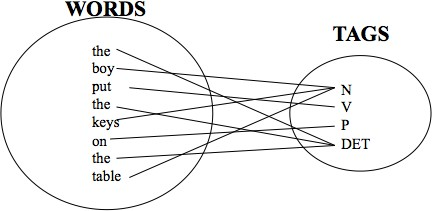 WORDS
TAGS
the
boy
put
the
keys
on
the
table
N
V
P
DET